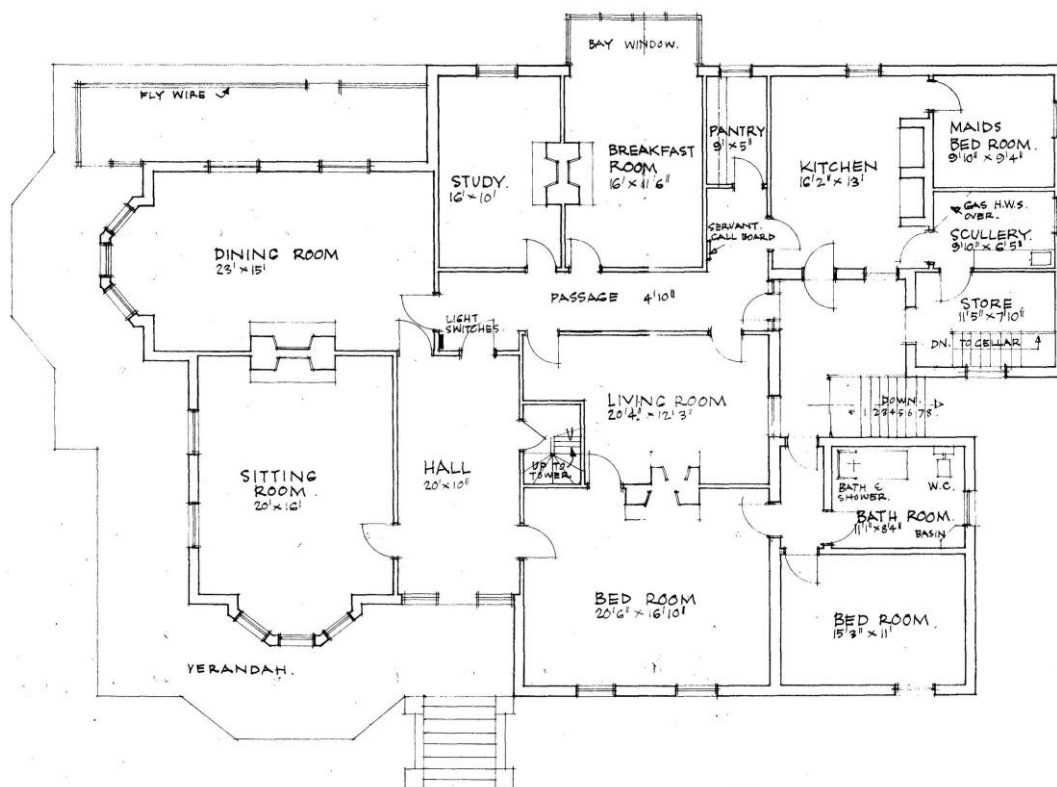 BAY WINDOW.
FLY WIRE
PANTRY
9' x 5"
MAIDS
BED ROOM.
9'10" x 9'4"
BREAKFAST
ROOM
16' x 11'6"
KITCHEN
16'2" x 13'
STUDY.
16' x 10'
GAS H.W.S.
OVER.
SCULLERY.
9'10" x 6'5"
SERVANT.
CALL BOARD
DINING ROOM
23' x 15'
PASSAGE 4'10"
STORE
11'5" x 7'10"
LIGHT
SWITCHES.
DN. TO CELLAR
LIVING ROOM
20'4" x 12'3"
DOWN.
1 2 3 4 5 6 7 8
UP TO
TOWER.
HALL
20' x 10"
SITTING
ROOM.
20' x 16'
BATH &
SHOWER.
W.C.
BATH ROOM.
11'1" x 8'4"
BASIN
BED ROOM
20'6" x 16'10"
BED ROOM.
15'3" x 11'
VERANDAH.